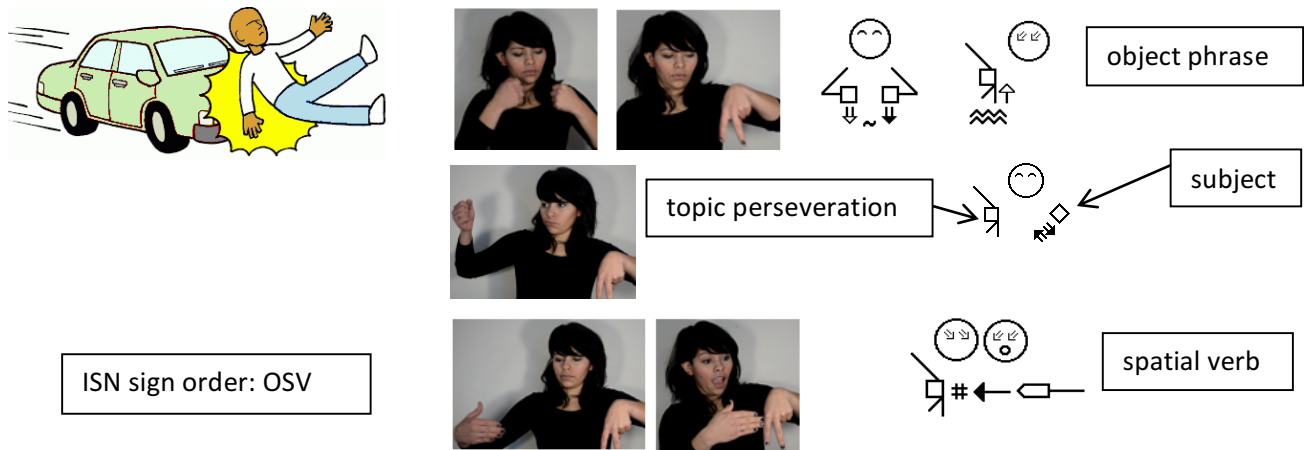 object phrase
subject
topic perseveration
ISN sign order: OSV
spatial verb